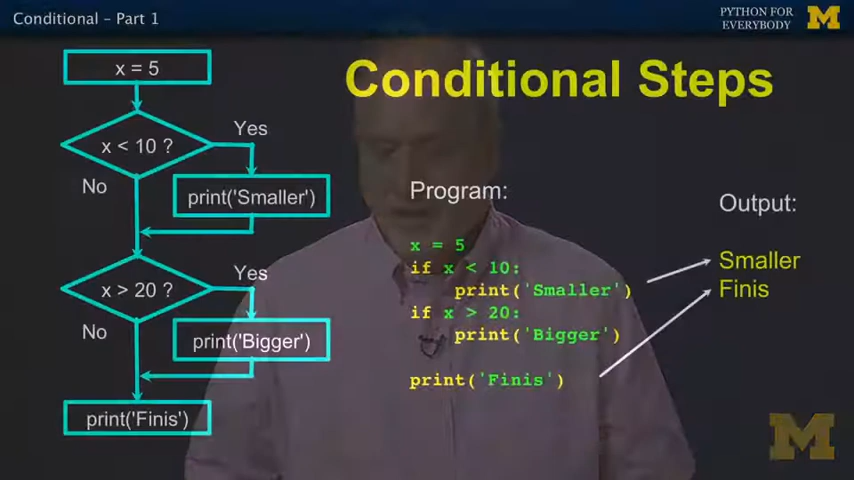 Conditional – Part 1
PYTHON FOR
EVERYBODY
M
Conditional Steps
x = 5
x < 10 ?
Yes
No
print('Smaller')
x > 20 ?
Yes
No
print('Bigger')
print('Finis')
Program:
x = 5
if x < 10:
    print('Smaller')
if x > 20:
    print('Bigger')
print('Finis')
Output:
Smaller
Finis
M